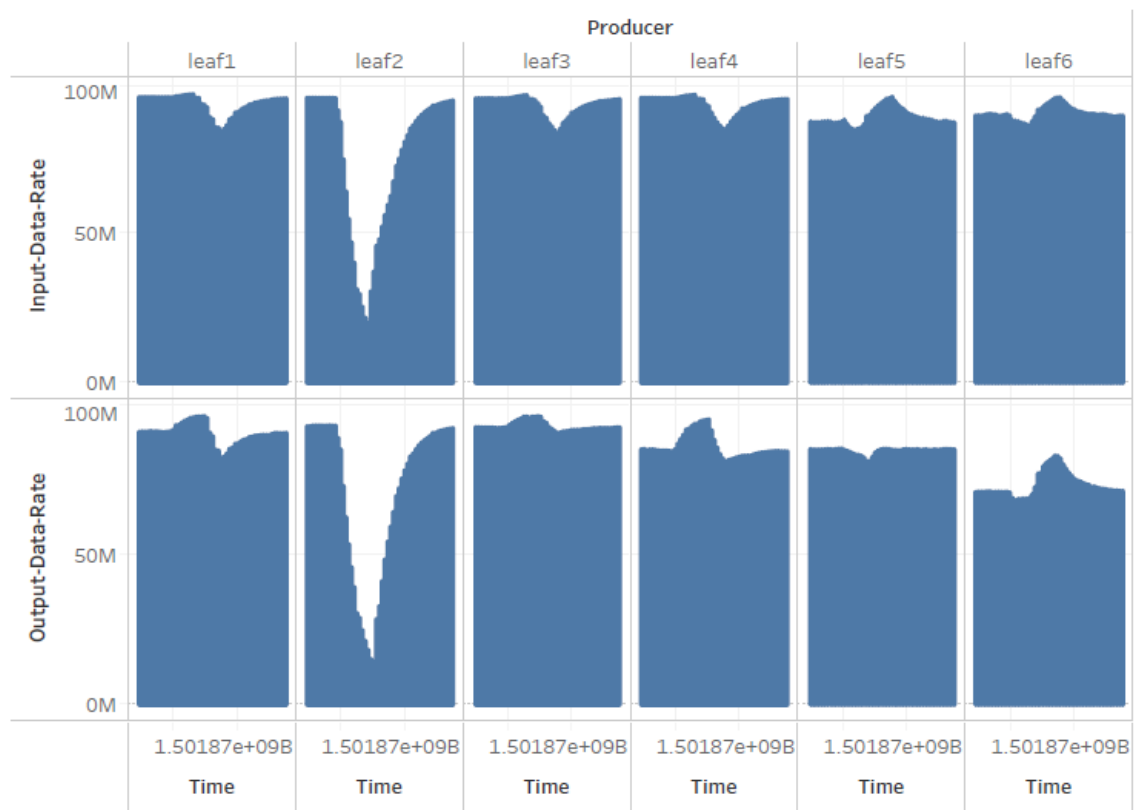 Producer
leaf1 leaf2 leaf3 leaf4 leaf5 leaf6
100M
Input-Data-Rate
50M
0M
100M
Output-Data-Rate
50M
0M
1.50187e+09B 1.50187e+09B 1.50187e+09B 1.50187e+09B 1.50187e+09B 1.50187e+09B
Time Time Time Time Time Time